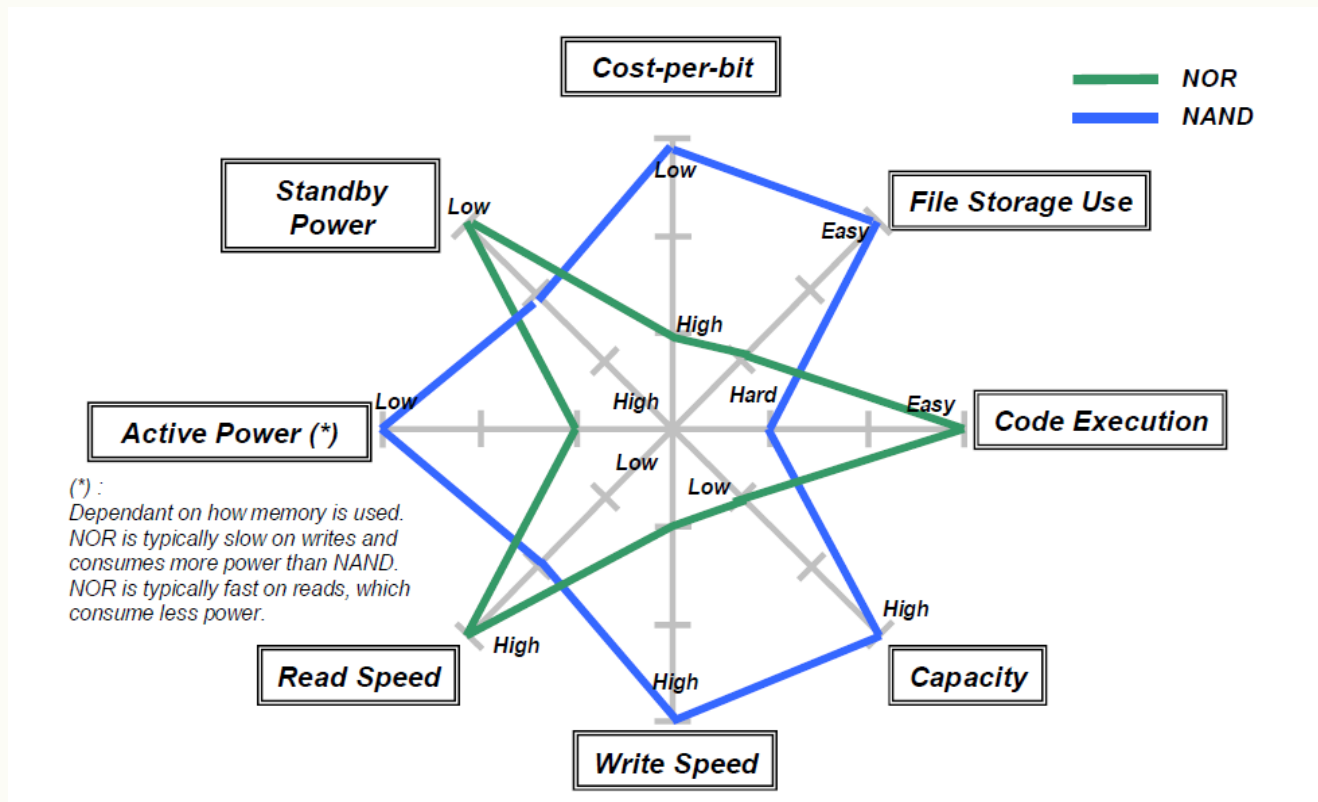 Cost-per-bit
NOR
NAND
Standby
Power
Low
Low
File Storage Use
Easy
High
Low
High
Hard
Easy
Code Execution
Active Power (*)
Low
Low
(*) :
Dependant on how memory is used.
NOR is typically slow on writes and
consumes more power than NAND.
NOR is typically fast on reads, which
consume less power.
High
High
Read Speed
High
Capacity
Write Speed